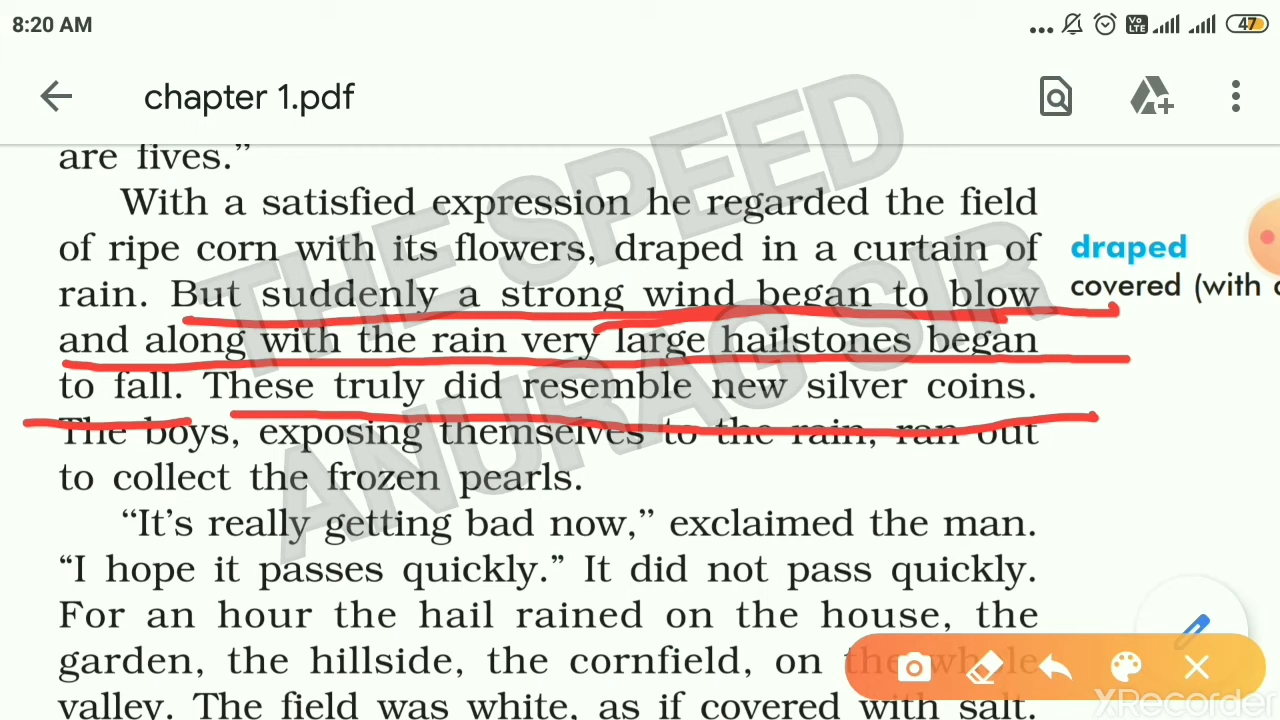 8:20 AM
Vo LTE
47
chapter 1.pdf
are fives.”
With a satisfied expression he regarded the field
of ripe corn with its flowers, draped in a curtain of
rain. But suddenly a strong wind began to blow
and along with the rain very large hailstones began
to fall. These truly did resemble new silver coins.
The boys, exposing themselves to the rain, ran out
to collect the frozen pearls.
“It’s really getting bad now,” exclaimed the man.
“I hope it passes quickly.” It did not pass quickly.
For an hour the hail rained on the house, the
garden, the hillside, the cornfield, on the whole
valley. The field was white, as if covered with salt.
draped
covered (with
THE SPEED
ANURAG SIR
XRecorder